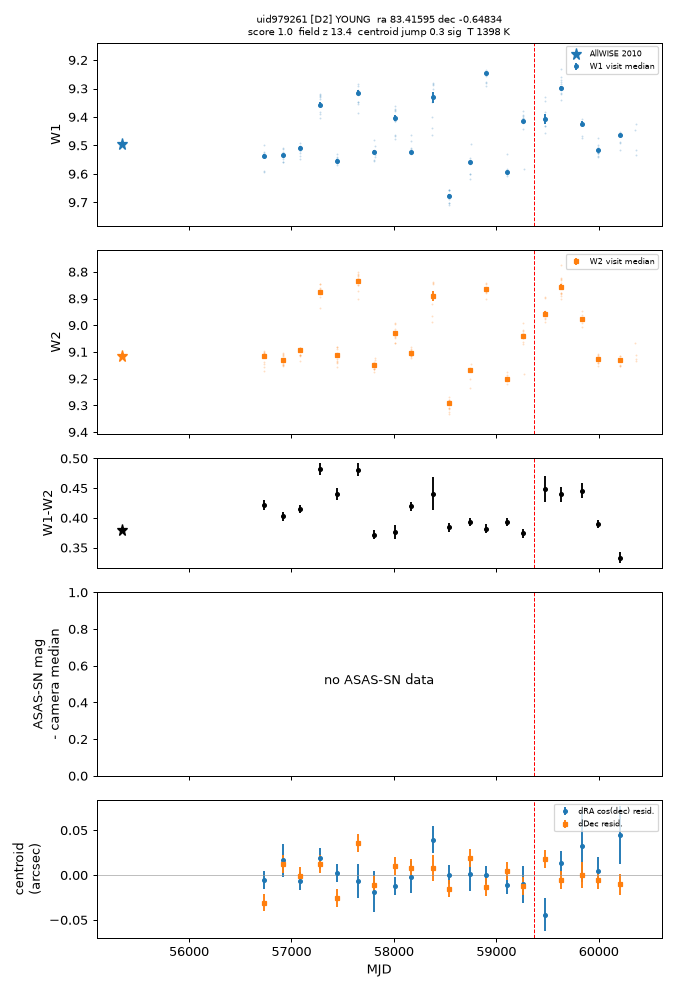 uid979261 [D2] YOUNG  ra 83.41595 dec -0.64834
score 1.0  field z 13.4  centroid jump 0.3 sig  T 1398 K
W1
9.2
9.3
9.4
9.5
9.6
9.7
AllWISE 2010
W1 visit median
W2
8.8
8.9
9.0
9.1
9.2
9.3
9.4
W2 visit median
W1-W2
0.50
0.45
0.40
0.35
ASAS-SN mag
- camera median
1.0
0.8
0.6
0.4
0.2
0.0
no ASAS-SN data
centroid
(arcsec)
0.05
0.00
−0.05
dRA cos(dec) resid.
dDec resid.
56000
57000
58000
59000
60000
MJD